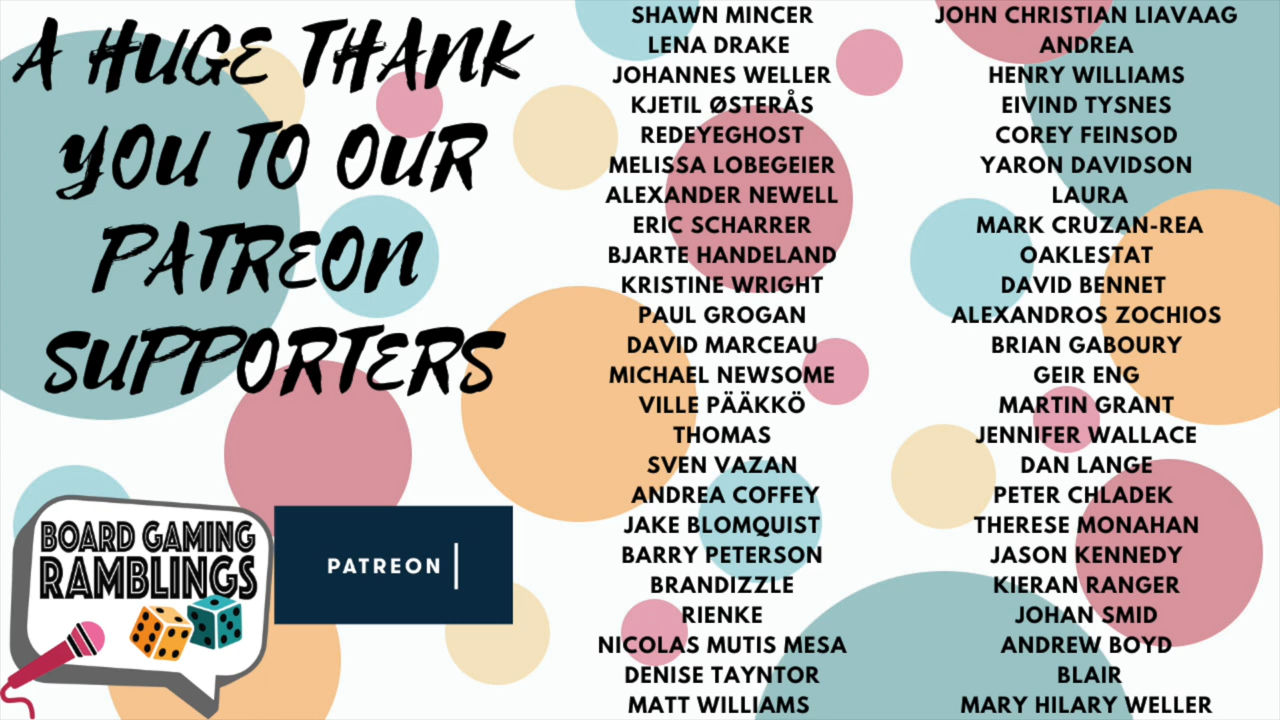 A HUGE THANK
YOU TO OUR
PATREON
SUPPORTERS
BOARD GAMING
RAMBLINGS
PATREON
SHAWN MINCER
LENA DRAKE
JOHANNES WELLER
KJETIL ØSTERÅS
REDEYEGHOST
MELISSA LOBEGEIER
ALEXANDER NEWELL
ERIC SCHARRER
BJARTE HANDELAND
KRISTINE WRIGHT
PAUL GROGAN
DAVID MARCEAU
MICHAEL NEWSOME
VILLE PÄÄKKÖ
THOMAS
SVEN VAZAN
ANDREA COFFEY
JAKE BLOMQUIST
BARRY PETERSON
BRANDIZZLE
RIENKE
NICOLAS MUTIS MESA
DENISE TAYNTOR
MATT WILLIAMS
JOHN CHRISTIAN LIAVAAG
ANDREA
HENRY WILLIAMS
EIVIND TYSNES
COREY FEINSOD
YARON DAVIDSON
LAURA
MARK CRUZAN-REA
OAKLESTAT
DAVID BENNET
ALEXANDROS ZOCHIOS
BRIAN GABOURY
GEIR ENG
MARTIN GRANT
JENNIFER WALLACE
DAN LANGE
PETER CHLADEK
THERESE MONAHAN
JASON KENNEDY
KIERAN RANGER
JOHAN SMID
ANDREW BOYD
BLAIR
MARY HILARY WELLER